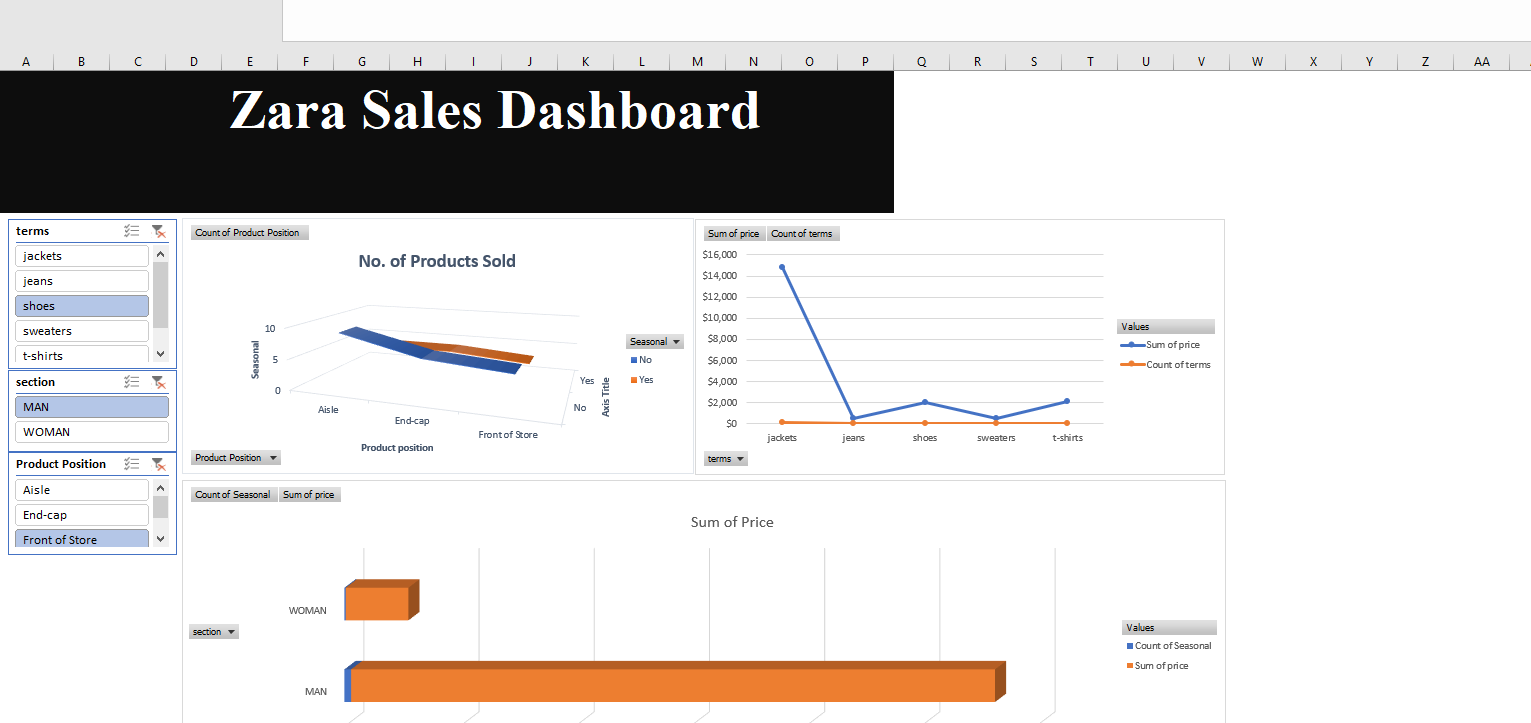 A B C D E F G H I J K L M N O P Q R S T U V W X Y Z AA
Zara Sales Dashboard
terms
jackets
jeans
shoes
sweaters
t-shirts
section
MAN
WOMAN
Product Position
Aisle
End-cap
Front of Store
Count of Product Position
No. of Products Sold
10
5
0
Seasonal
Aisle
End-cap
Front of Store
Product position
Yes
No
Axis Title
Seasonal
No
Yes
Product Position
Sum of price Count of terms
$16,000
$14,000
$12,000
$10,000
$8,000
$6,000
$4,000
$2,000
$0
jackets jeans shoes sweaters t-shirts
Values
Sum of price
Count of terms
terms
Count of Seasonal Sum of price
Sum of Price
WOMAN
MAN
section
Values
Count of Seasonal
Sum of price